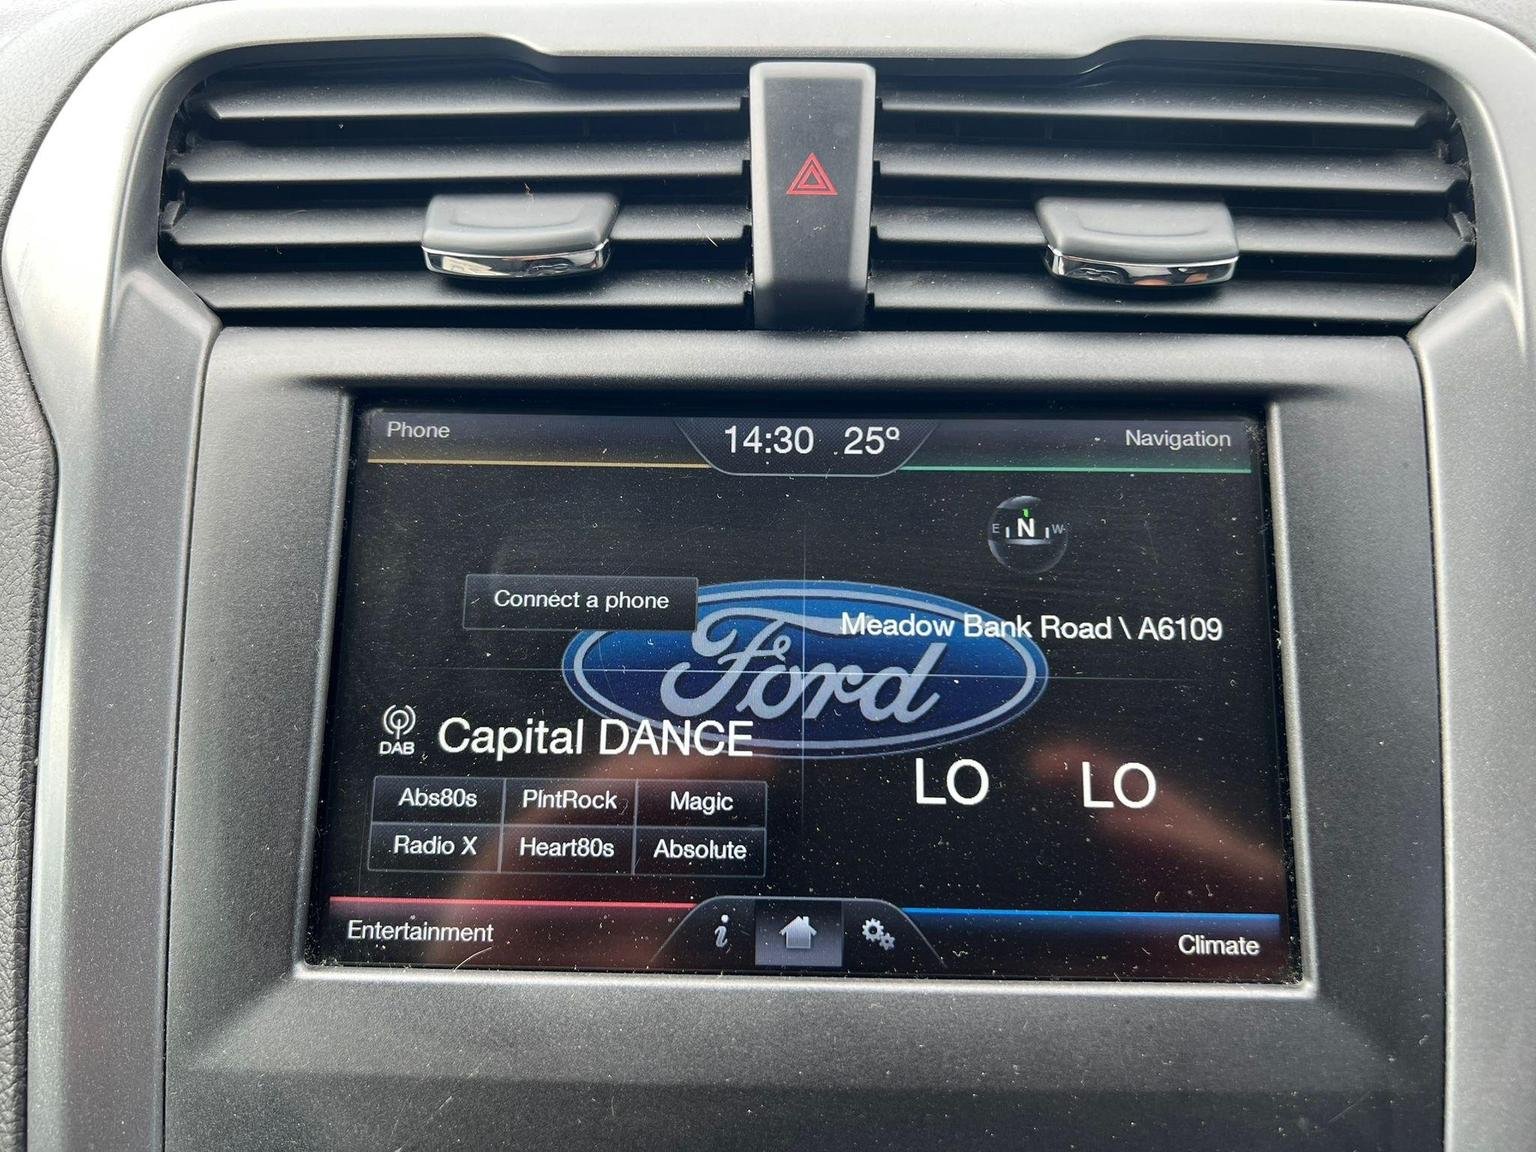 Phone
14:30 25º
Navigation
E N W
Connect a phone
Meadow Bank Road \ A6109
Ford
DAB
Capital DANCE
LO LO
Abs80s PlntRock Magic
Radio X Heart80s Absolute
Entertainment
i
Climate